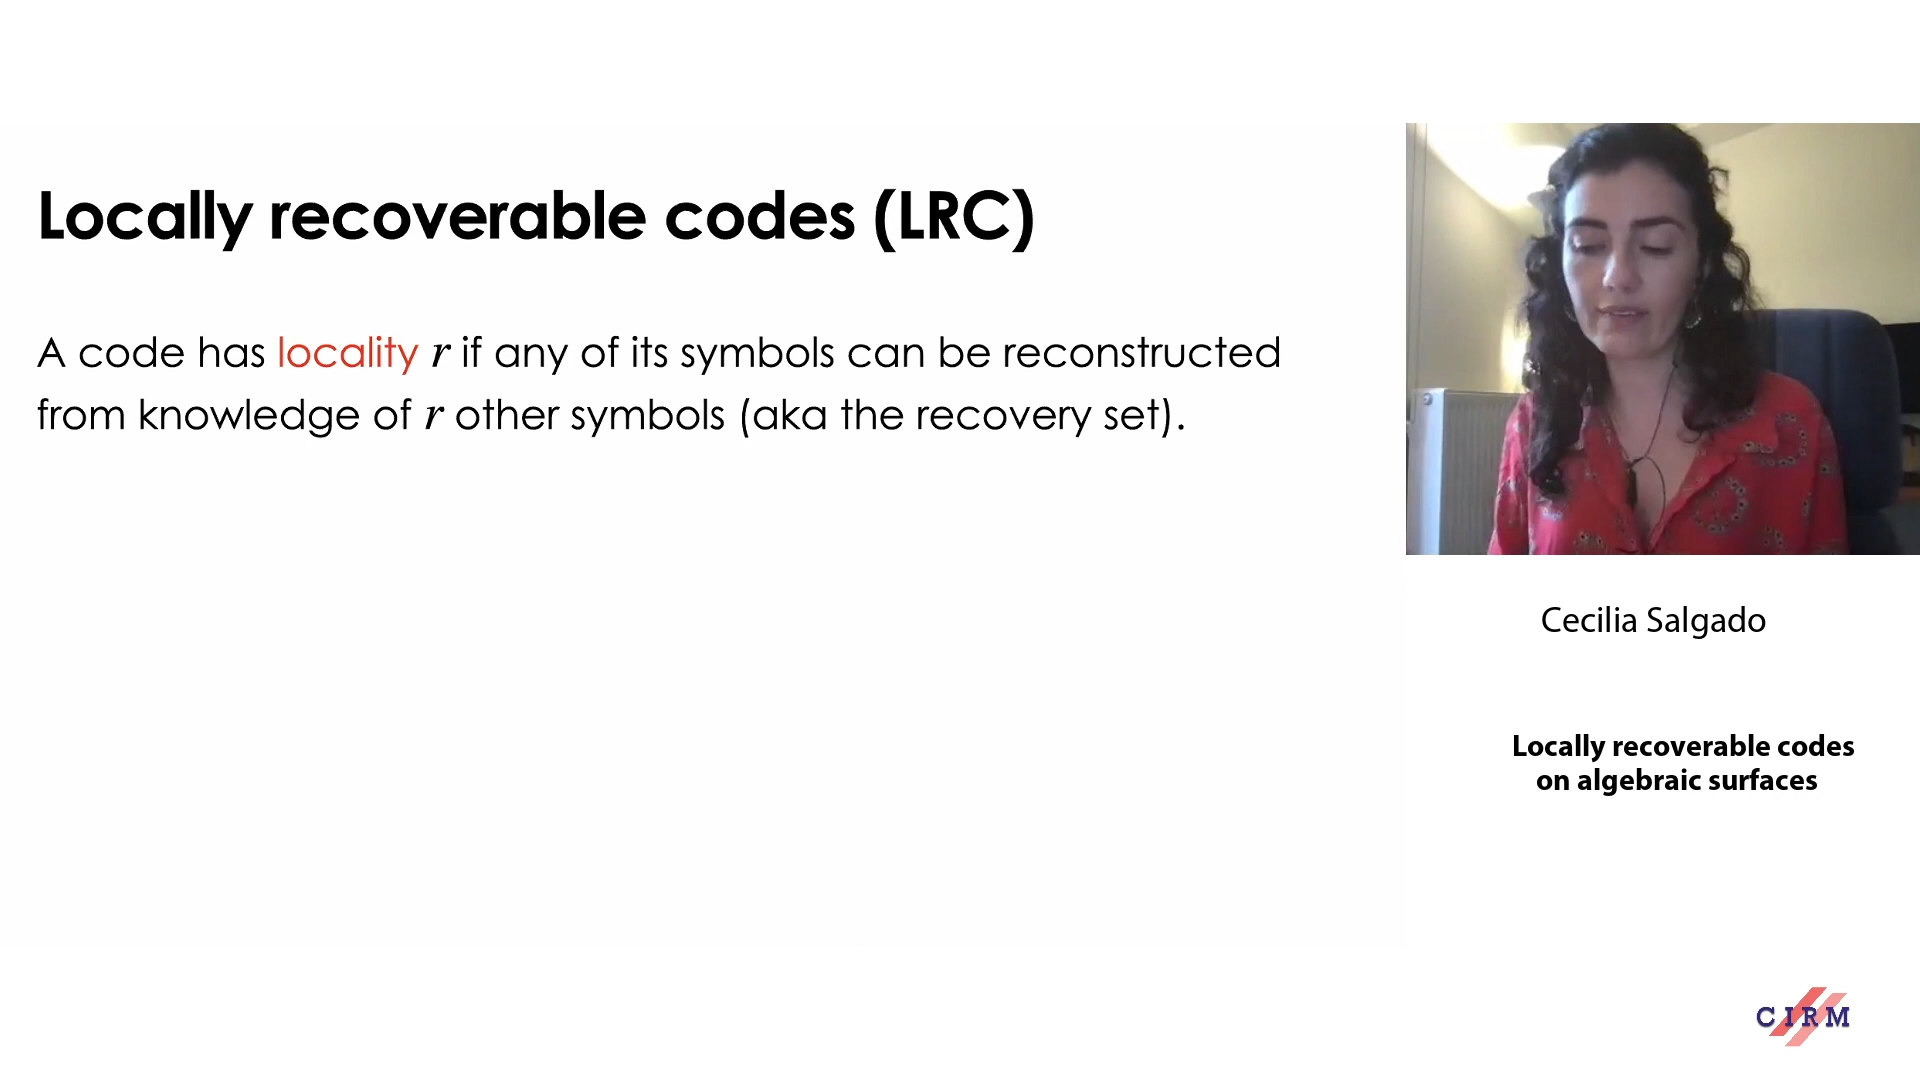 Locally recoverable codes (LRC)
A code has locality r if any of its symbols can be reconstructed
from knowledge of r other symbols (aka the recovery set).
Cecilia Salgado
Locally recoverable codes
on algebraic surfaces
CIRM